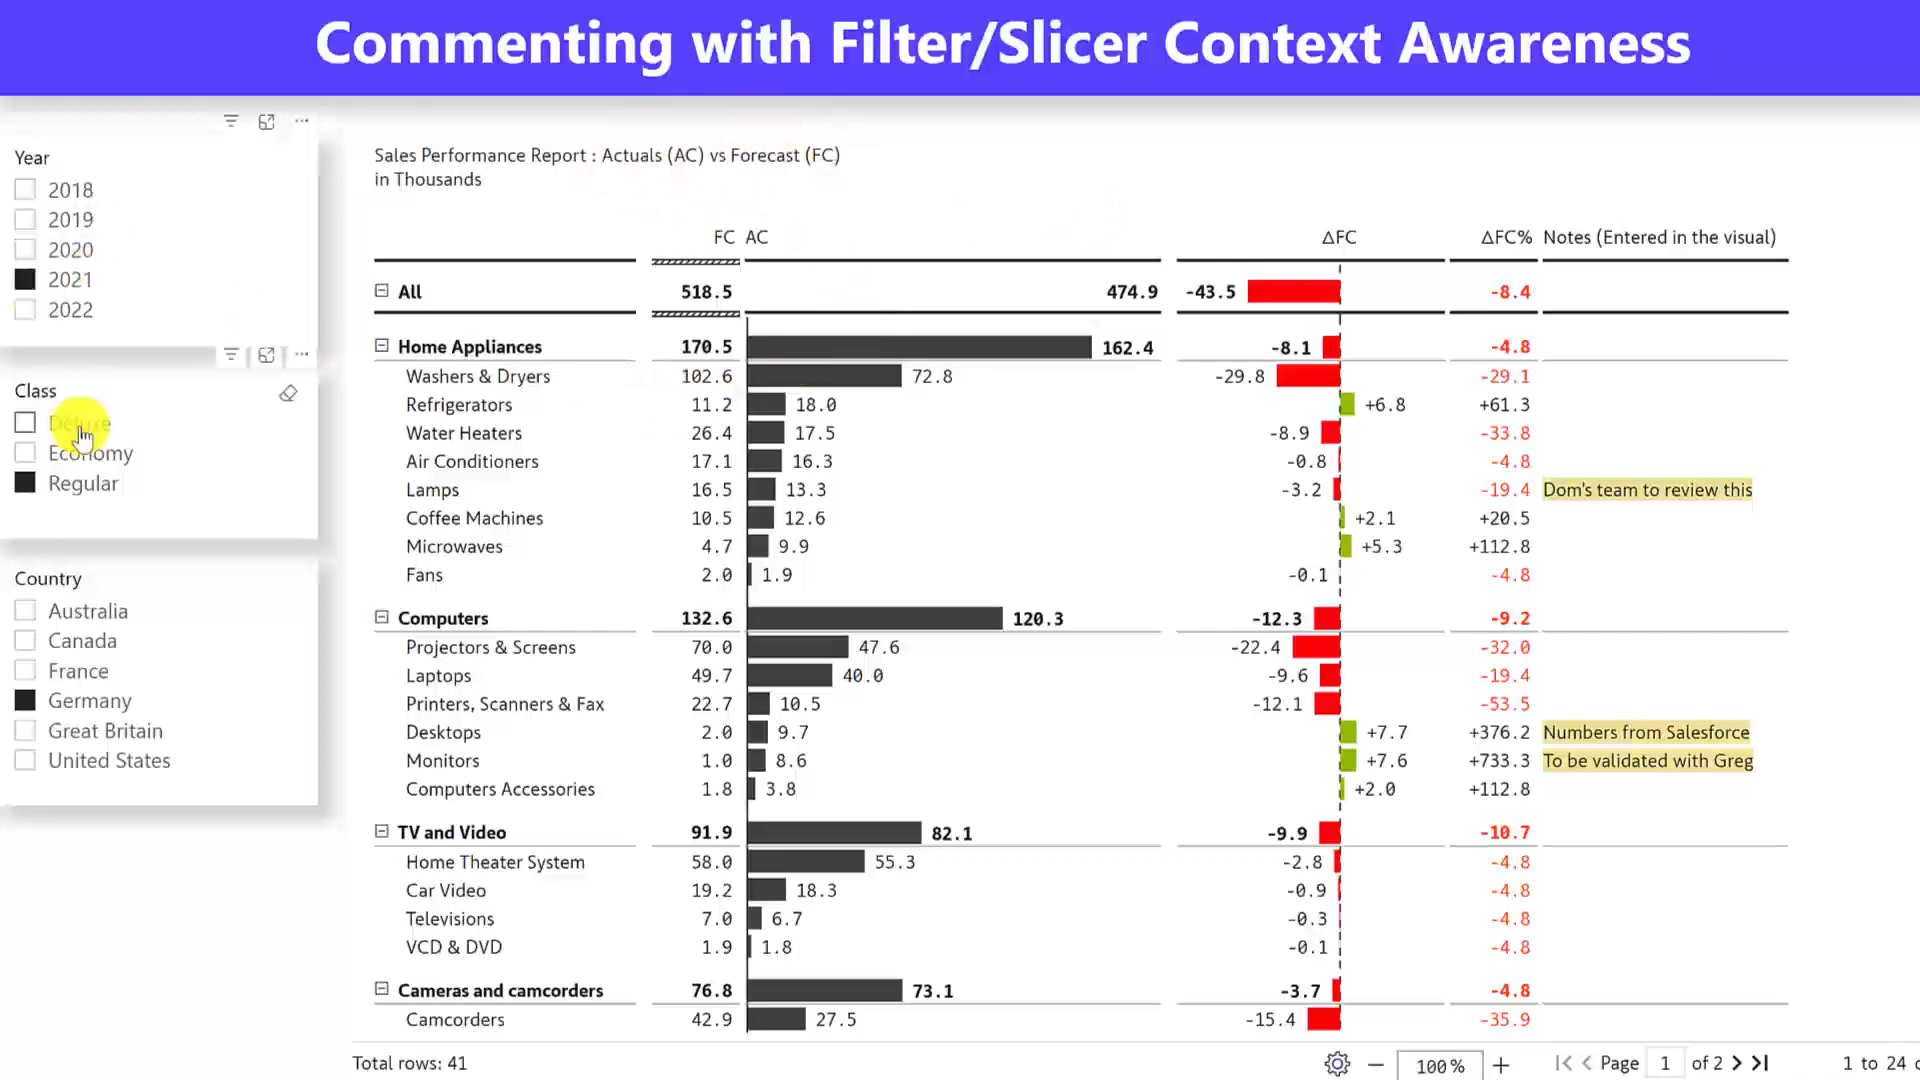 Commenting with Filter/Slicer Context Awareness
Year
2018
2019
2020
2021
2022
Class
Deluxe
Economy
Regular
Country
Australia
Canada
France
Germany
Great Britain
United States
Sales Performance Report : Actuals (AC) vs Forecast (FC)
in Thousands
FC AC ΔFC ΔFC% Notes (Entered in the visual)
All 518.5 474.9 -43.5 -8.4
Home Appliances 170.5 162.4 -8.1 -4.8
Washers & Dryers 102.6 72.8 -29.8 -29.1
Refrigerators 11.2 18.0 +6.8 +61.3
Water Heaters 26.4 17.5 -8.9 -33.8
Air Conditioners 17.1 16.3 -0.8 -4.8
Lamps 16.5 13.3 -3.2 -19.4 Dom's team to review this
Coffee Machines 10.5 12.6 +2.1 +20.5
Microwaves 4.7 9.9 +5.3 +112.8
Fans 2.0 1.9 -0.1 -4.8
Computers 132.6 120.3 -12.3 -9.2
Projectors & Screens 70.0 47.6 -22.4 -32.0
Laptops 49.7 40.0 -9.6 -19.4
Printers, Scanners & Fax 22.7 10.5 -12.1 -53.5
Desktops 2.0 9.7 +7.7 +376.2 Numbers from Salesforce
Monitors 1.0 8.6 +7.6 +733.3 To be validated with Greg
Computers Accessories 1.8 3.8 +2.0 +112.8
TV and Video 91.9 82.1 -9.9 -10.7
Home Theater System 58.0 55.3 -2.8 -4.8
Car Video 19.2 18.3 -0.9 -4.8
Televisions 7.0 6.7 -0.3 -4.8
VCD & DVD 1.9 1.8 -0.1 -4.8
Cameras and camcorders 76.8 73.1 -3.7 -4.8
Camcorders 42.9 27.5 -15.4 -35.9
Total rows: 41 100% Page 1 of 2 1 to 24